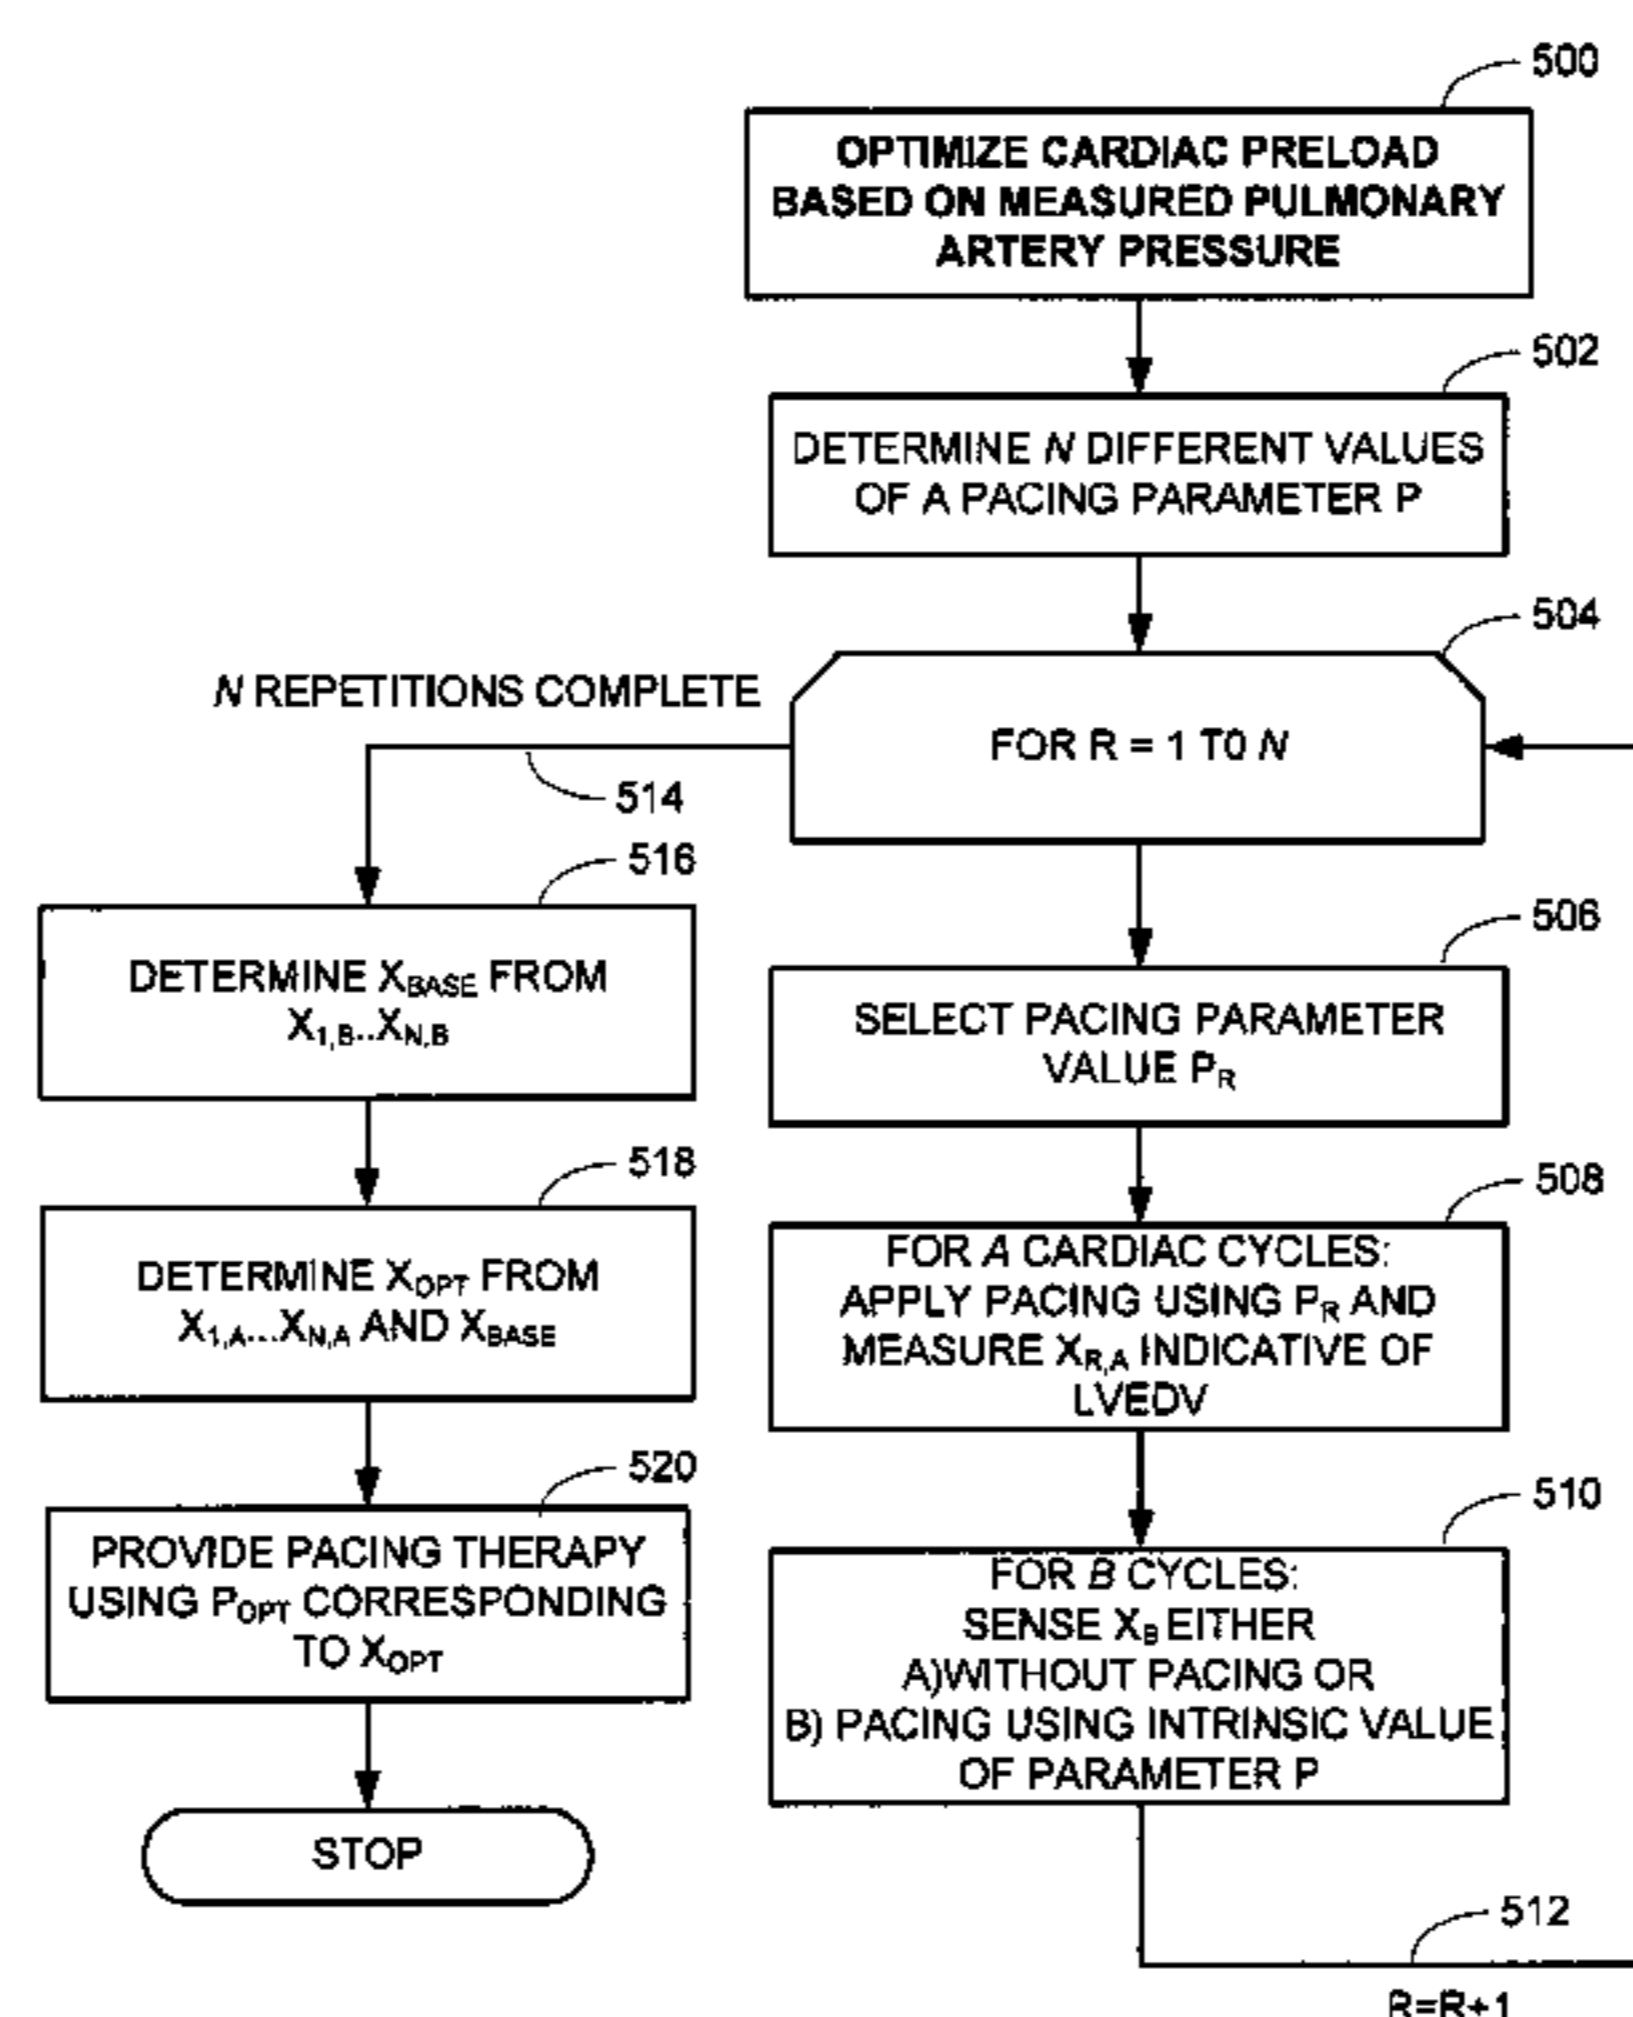 500
OPTIMIZE CARDIAC PRELOAD
BASED ON MEASURED PULMONARY
ARTERY PRESSURE
502
DETERMINE N DIFFERENT VALUES
OF A PACING PARAMETER P
504
FOR R = 1 T0 N
N REPETITIONS COMPLETE
514
506
SELECT PACING PARAMETER
VALUE PR
508
FOR A CARDIAC CYCLES:
APPLY PACING USING PR AND
MEASURE XR,A INDICATIVE OF
LVEDV
510
FOR B CYCLES:
SENSE XB EITHER
A)WITHOUT PACING OR
B) PACING USING INTRINSIC VALUE
OF PARAMETER P
512
R=R+1
516
DETERMINE XBASE FROM
X1,B..XN,B
518
DETERMINE XOPT FROM
X1,A...XN,A AND XBASE
520
PROVIDE PACING THERAPY
USING POPT CORRESPONDING
TO XOPT
STOP